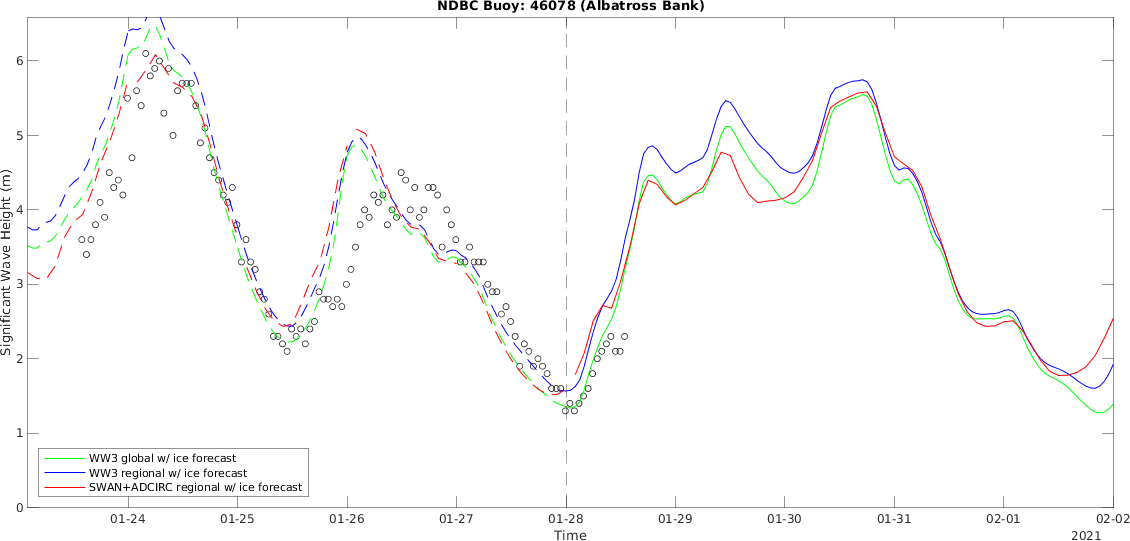 NDBC Buoy: 46078 (Albatross Bank)
Significant Wave Height (m)
6
5
4
3
2
1
0
WW3 global w/ ice forecast
WW3 regional w/ ice forecast
SWAN+ADCIRC regional w/ ice forecast
01-24 01-25 01-26 01-27 01-28 01-29 01-30 01-31 02-01 02-02
Time 2021